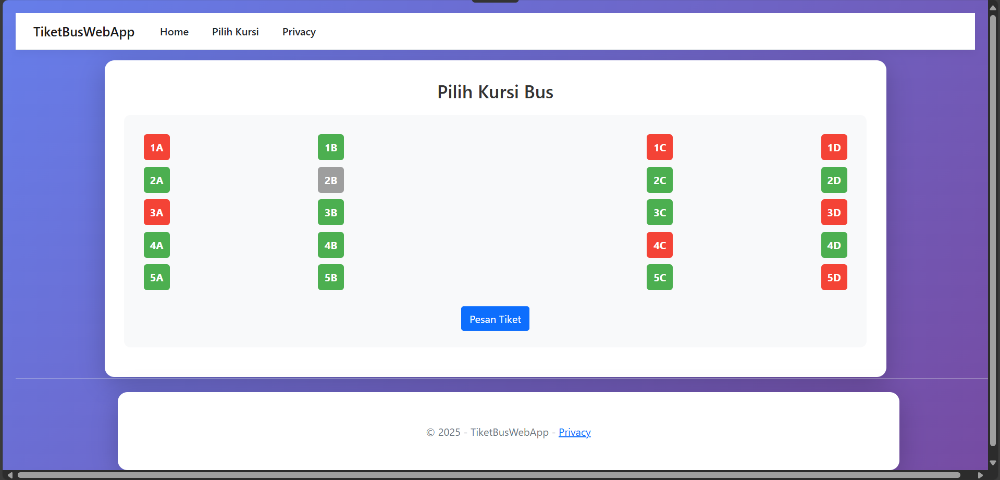 TiketBusWebApp Home Pilih Kursi Privacy
Pilih Kursi Bus
1A 1B 1C 1D
2A 2B 2C 2D
3A 3B 3C 3D
4A 4B 4C 4D
5A 5B 5C 5D
Pesan Tiket
© 2025 - TiketBusWebApp - Privacy